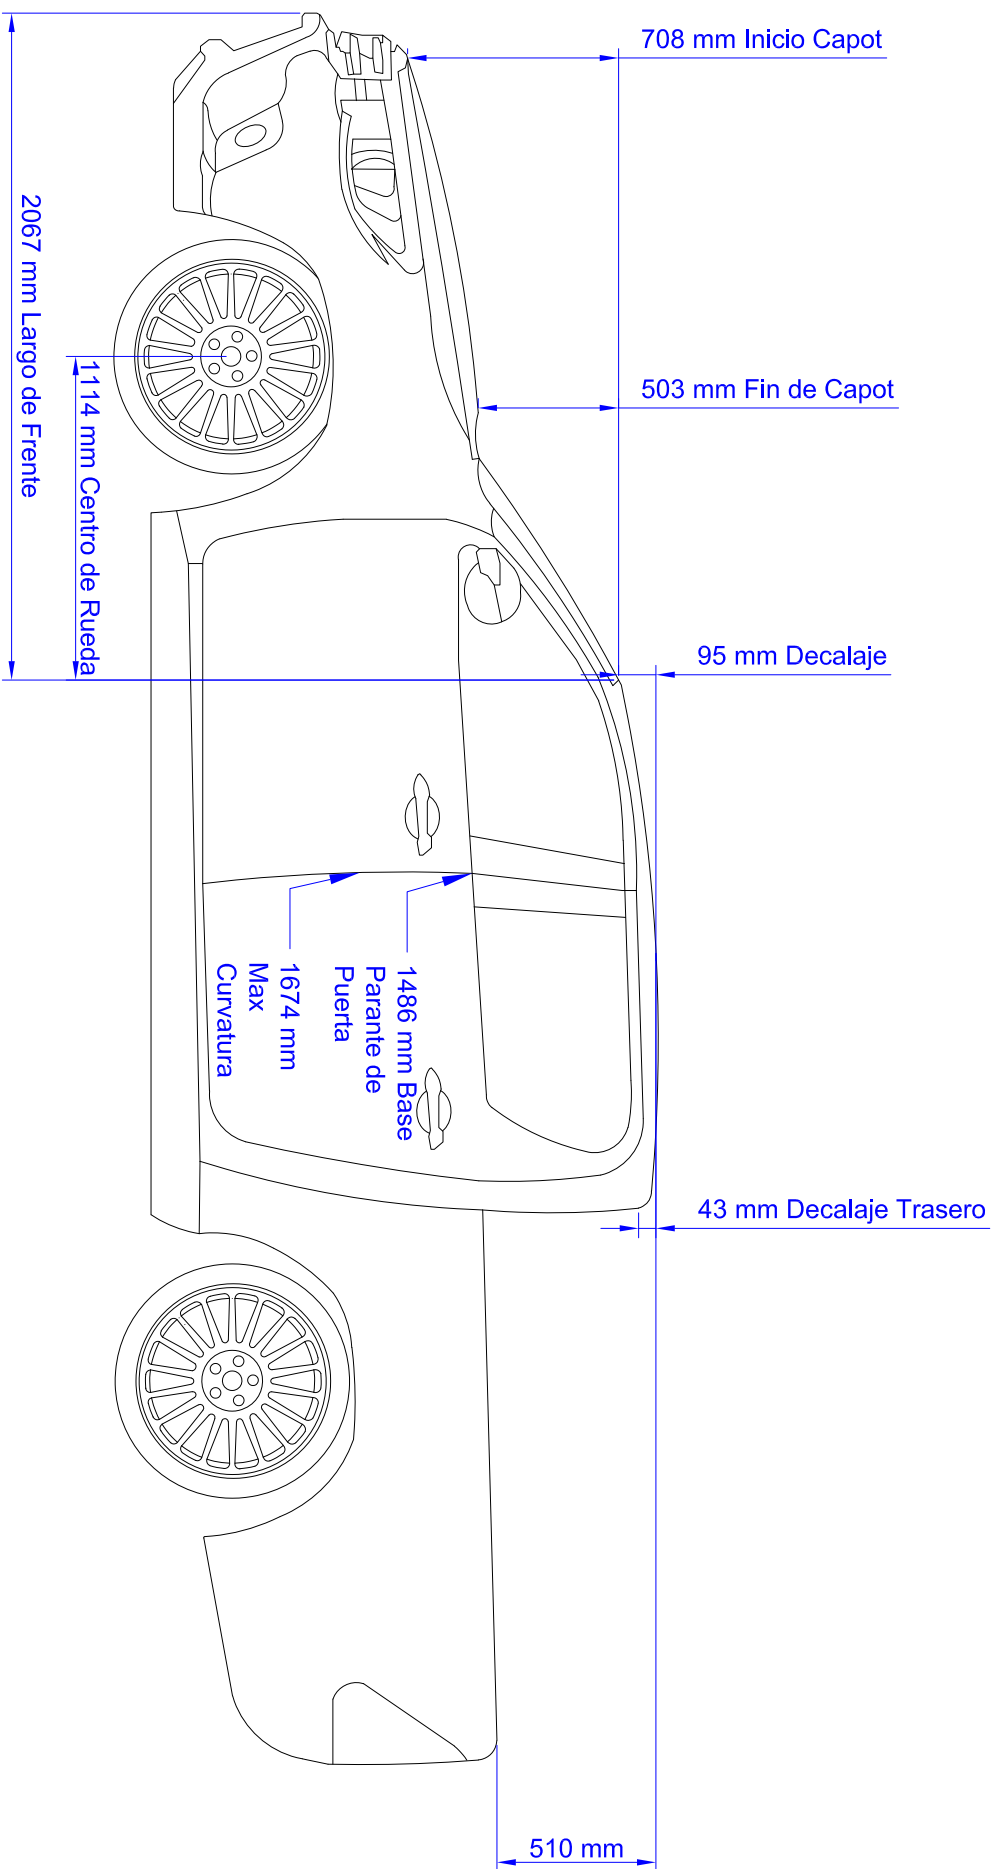 708 mm Inicio Capot
503 mm Fin de Capot
95 mm Decalaje
2067 mm Largo de Frente
1114 mm Centro de Rueda
1486 mm Base
Parante de
Puerta
1674 mm
Max
Curvatura
43 mm Decalaje Trasero
510 mm